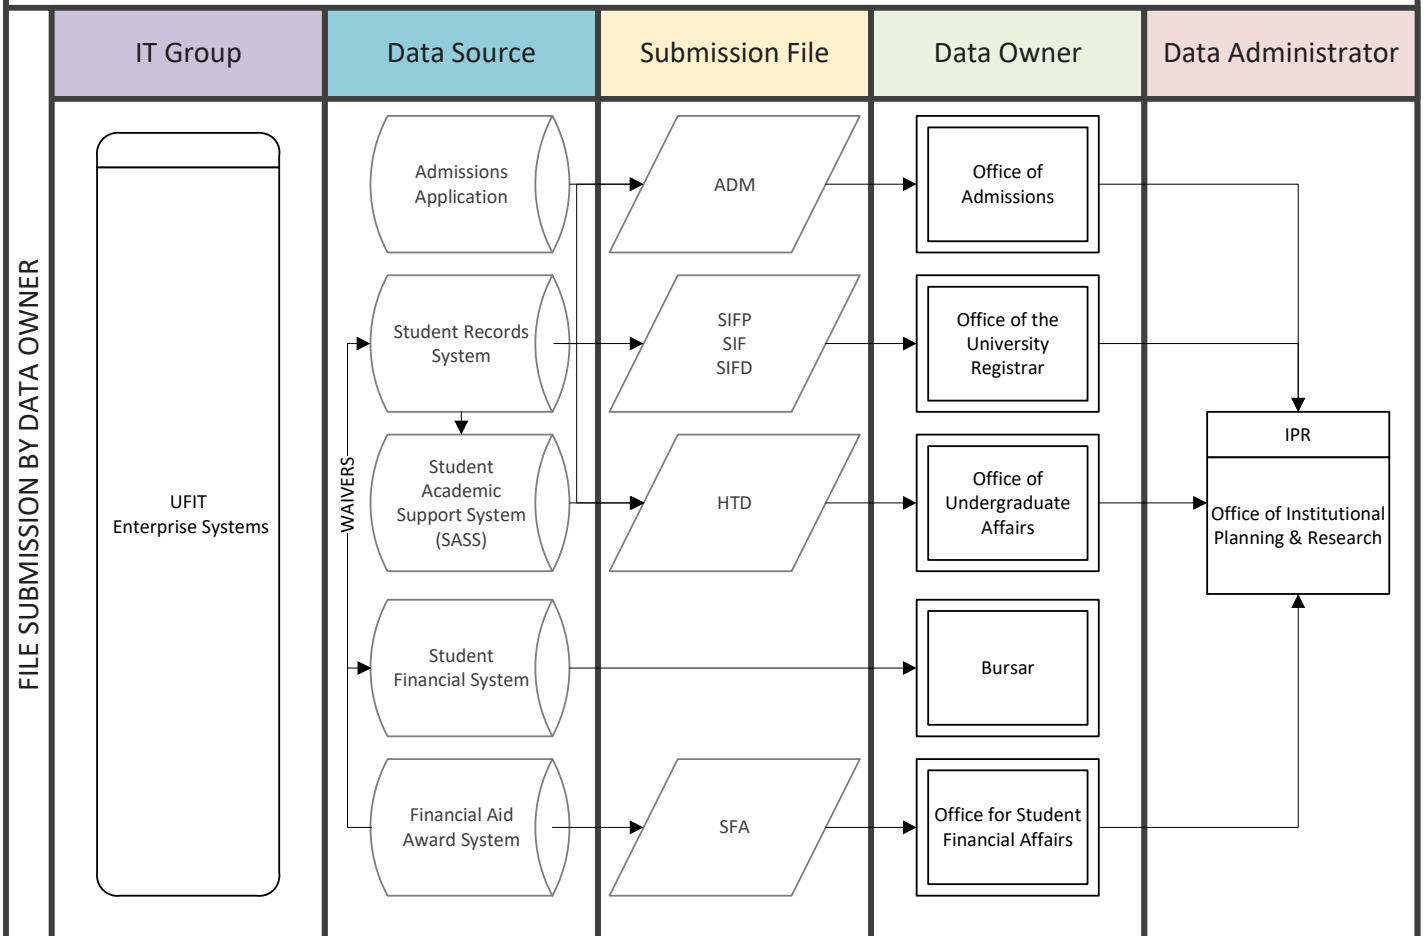 IT Group
Data Source
Submission File
Data Owner
Data Administrator
FILE SUBMISSION BY DATA OWNER
UFIT
Enterprise Systems
WAIVERS
Admissions
Application
ADM
Office of
Admissions
Student Records
System
SIFP
SIF
SIFD
Office of the
University
Registrar
Student
Academic
Support System
(SASS)
HTD
Office of
Undergraduate
Affairs
IPR
Office of Institutional
Planning & Research
Student
Financial System
Bursar
Financial Aid
Award System
SFA
Office for Student
Financial Affairs